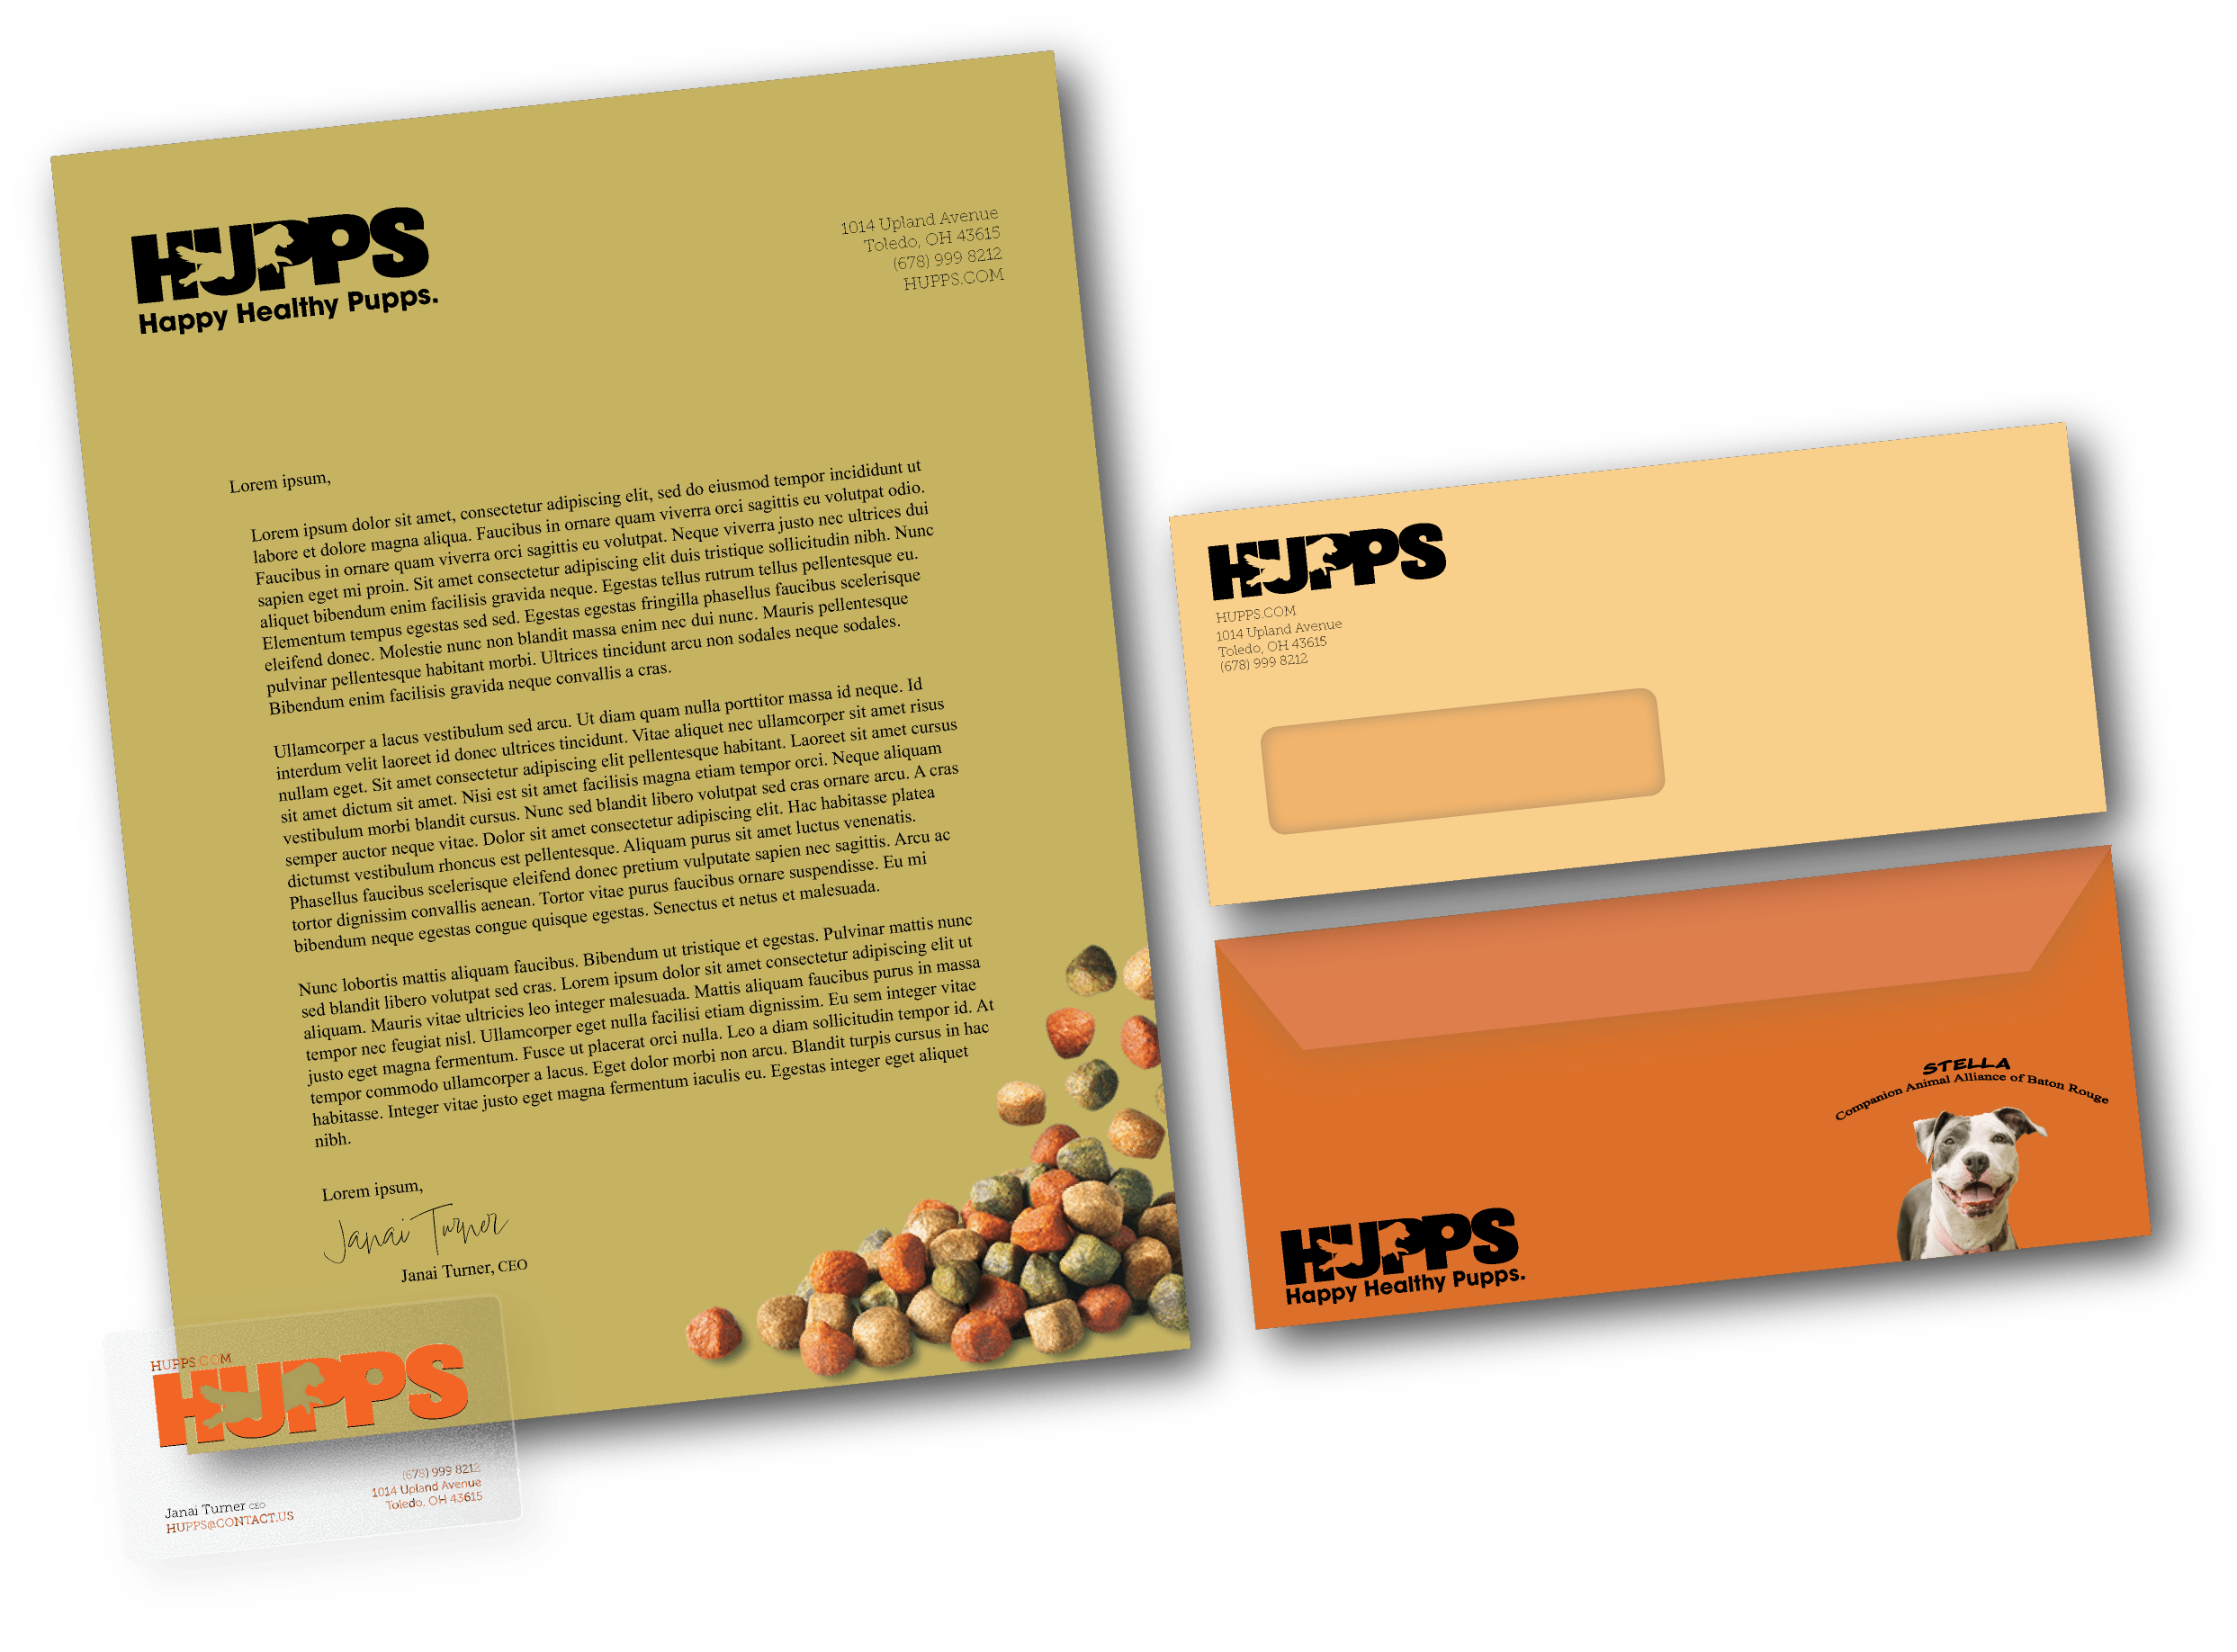 HUPPS
Happy Healthy Pupps.
1014 Upland Avenue
Toledo, OH 43615
(678) 999 8212
HUPPS.COM
Lorem ipsum,
Lorem ipsum dolor sit amet, consectetur adipiscing elit, sed do eiusmod tempor incididunt ut
labore et dolore magna aliqua. Faucibus in ornare quam viverra orci sagittis eu volutpat odio.
Faucibus in ornare quam viverra orci sagittis eu volutpat. Neque viverra justo nec ultrices dui
sapien eget mi proin. Sit amet consectetur adipiscing elit duis tristique sollicitudin nibh. Nunc
aliquet bibendum enim facilisis gravida neque. Egestas tellus rutrum tellus pellentesque eu.
Elementum tempus egestas sed sed. Egestas egestas fringilla phasellus faucibus scelerisque
eleifend donec. Molestie nunc non blandit massa enim nec dui nunc. Mauris pellentesque
pulvinar pellentesque habitant morbi. Ultrices tincidunt arcu non sodales neque sodales.
Bibendum enim facilisis gravida neque convallis a cras.
Ullamcorper a lacus vestibulum sed arcu. Ut diam quam nulla porttitor massa id neque. Id
interdum velit laoreet id donec ultrices tincidunt. Vitae aliquet nec ullamcorper sit amet risus
nullam eget. Sit amet consectetur adipiscing elit pellentesque habitant. Laoreet sit amet cursus
sit amet dictum sit amet. Nisi est sit amet facilisis magna etiam tempor orci. Neque aliquam
vestibulum morbi blandit cursus. Nunc sed blandit libero volutpat sed cras ornare arcu. A cras
semper auctor neque vitae. Dolor sit amet consectetur adipiscing elit. Hac habitasse platea
dictumst vestibulum rhoncus est pellentesque. Aliquam purus sit amet luctus venenatis.
Phasellus faucibus scelerisque eleifend donec pretium vulputate sapien nec sagittis. Arcu ac
tortor dignissim convallis aenean. Tortor vitae purus faucibus ornare suspendisse. Eu mi
bibendum neque egestas congue quisque egestas. Senectus et netus et malesuada.
Nunc lobortis mattis aliquam faucibus. Bibendum ut tristique et egestas. Pulvinar mattis nunc
sed blandit libero volutpat sed cras. Lorem ipsum dolor sit amet consectetur adipiscing elit ut
aliquam. Mauris vitae ultricies leo integer malesuada. Mattis aliquam faucibus purus in massa
tempor nec feugiat nisl. Ullamcorper eget nulla facilisi etiam dignissim. Eu sem integer vitae
justo eget magna fermentum. Fusce ut placerat orci nulla. Leo a diam sollicitudin tempor id. At
tempor commodo ullamcorper a lacus. Eget dolor morbi non arcu. Blandit turpis cursus in hac
habitasse. Integer vitae justo eget magna fermentum iaculis eu. Egestas integer eget aliquet
nibh.
Lorem ipsum,
Janai Turner
Janai Turner, CEO
HUPPS.COM
HUPPS
(678) 999 8212
1014 Upland Avenue
Toledo, OH 43615
Janai Turner CEO
HUPPS@CONTACT.US
HUPPS
HUPPS.COM
1014 Upland Avenue
Toledo, OH 43615
(678) 999 8212
STELLA
Companion Animal Alliance of Baton Rouge
HUPPS
Happy Healthy Pupps.